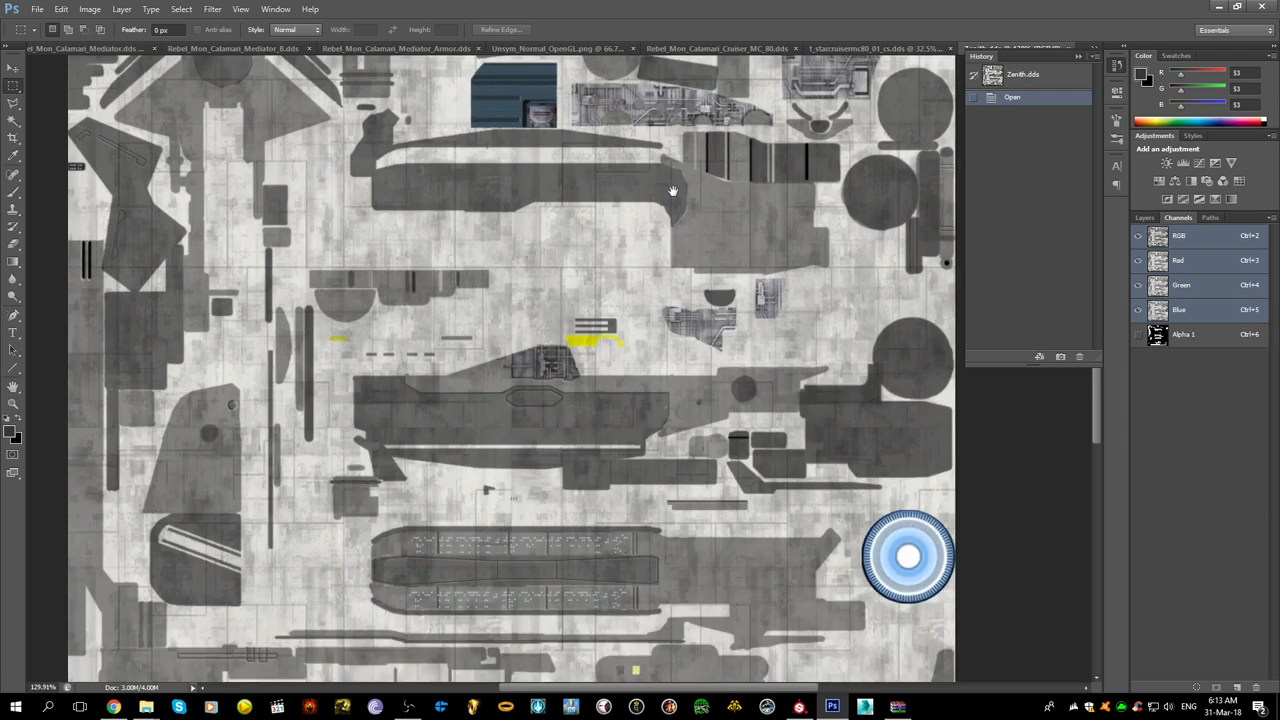 Ps File Edit Image Layer Type Select Filter View Window Help
Feather: 0 px Anti-alias Style: Normal Width: Height: Refine Edge... Essentials
el_Mon_Calamari_Mediator.dds ... × Rebel_Mon_Calamari_Mediator_B.dds × Rebel_Mon_Calamari_Mediator_Armor.dds × Unsym_Normal_OpenGL.png @ 66.7... × Rebel_Mon_Calamari_Cruiser_MC_80.dds × t_starcruisermc80_01_cs.dds @ 32.5%... ×
History
Zenith.dds
Open
Color Swatches
R 53
G 53
B 53
Adjustments Styles
Add an adjustment
Layers Channels Paths
RGB Ctrl+2
Red Ctrl+3
Green Ctrl+4
Blue Ctrl+5
Alpha 1 Ctrl+6
129.91% Doc: 3.00M/4.00M
6:13 AM
31-Mar-18